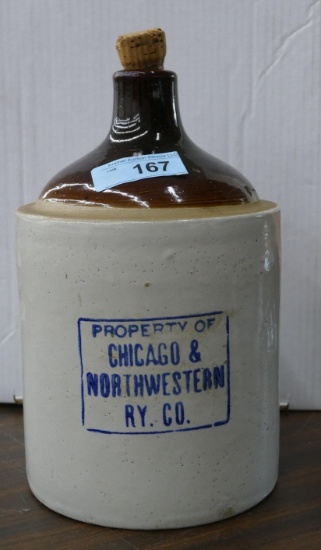 167
PROPERTY OF
CHICAGO &
NORTHWESTERN
RY. CO.